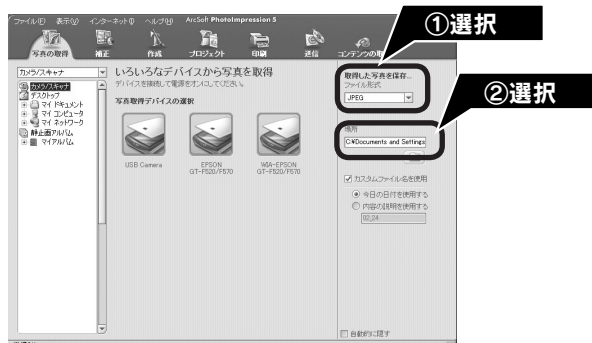 ファイル(F) 表示(V) インターネット(I) ヘルプ(H) ArcSoft PhotoImpression 5
写真の取得 補正 作成 プロジェクト 印刷 送信 コンテンツの取
①選択
②選択
カメラ/スキャナ
カメラ/スキャナ
デスクトップ
マイ ドキュメント
マイ コンピュータ
マイ ネットワーク
静止画アルバム
マイアルバム
いろいろなデバイスから写真を取得
デバイスを接続して電源をオンにしてください。
写真取得デバイスの選択
USB Camera
EPSON
GT-F520/F570
WIA-EPSON
GT-F520/F570
取得した写真を保存...
ファイル形式
JPEG
場所
C:¥Documents and Settings
カスタムファイル名を使用
今日の日付を使用する
内容の説明を使用する
02;24
自動的に隠す